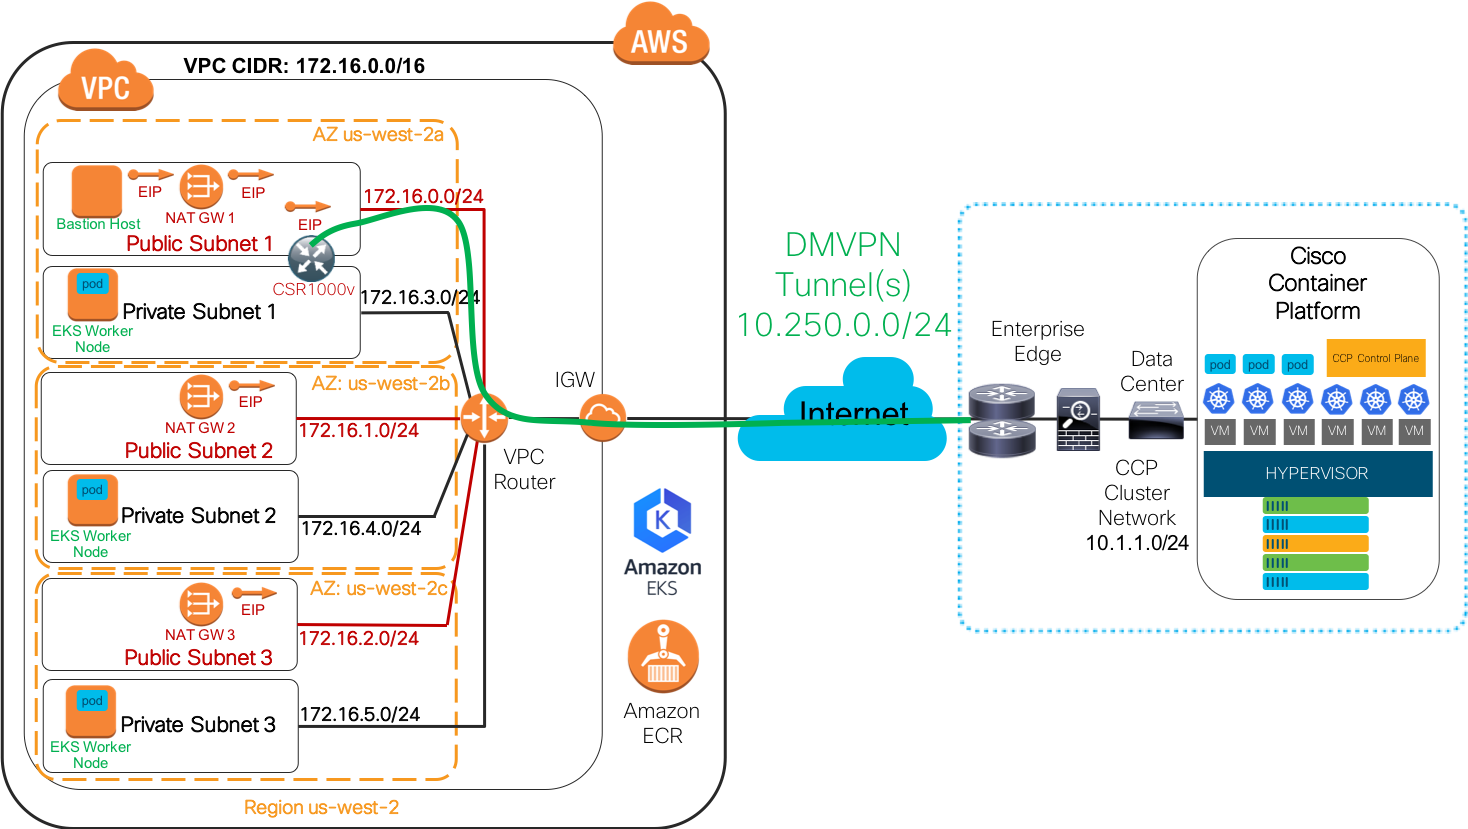 AWS
VPC CIDR: 172.16.0.0/16
VPC
AZ us-west-2a
EIP
EIP
172.16.0.0/24
NAT GW 1
EIP
Bastion Host
Public Subnet 1
CSR1000v
172.16.3.0/24
pod
Private Subnet 1
EKS Worker
Node
AZ: us-west-2b
EIP
NAT GW 2
172.16.1.0/24
Public Subnet 2
pod
Private Subnet 2
172.16.4.0/24
EKS Worker
Node
AZ: us-west-2c
EIP
NAT GW 3
172.16.2.0/24
Public Subnet 3
pod
Private Subnet 3
172.16.5.0/24
EKS Worker
Node
Region us-west-2
IGW
VPC
Router
K
Amazon
EKS
Amazon
ECR
DMVPN
Tunnel(s)
10.250.0.0/24
Internet
Enterprise
Edge
Data
Center
CCP
Cluster
Network
10.1.1.0/24
Cisco
Container
Platform
pod
pod
pod
CCP Control Plane
VM
VM
VM
VM
VM
VM
HYPERVISOR